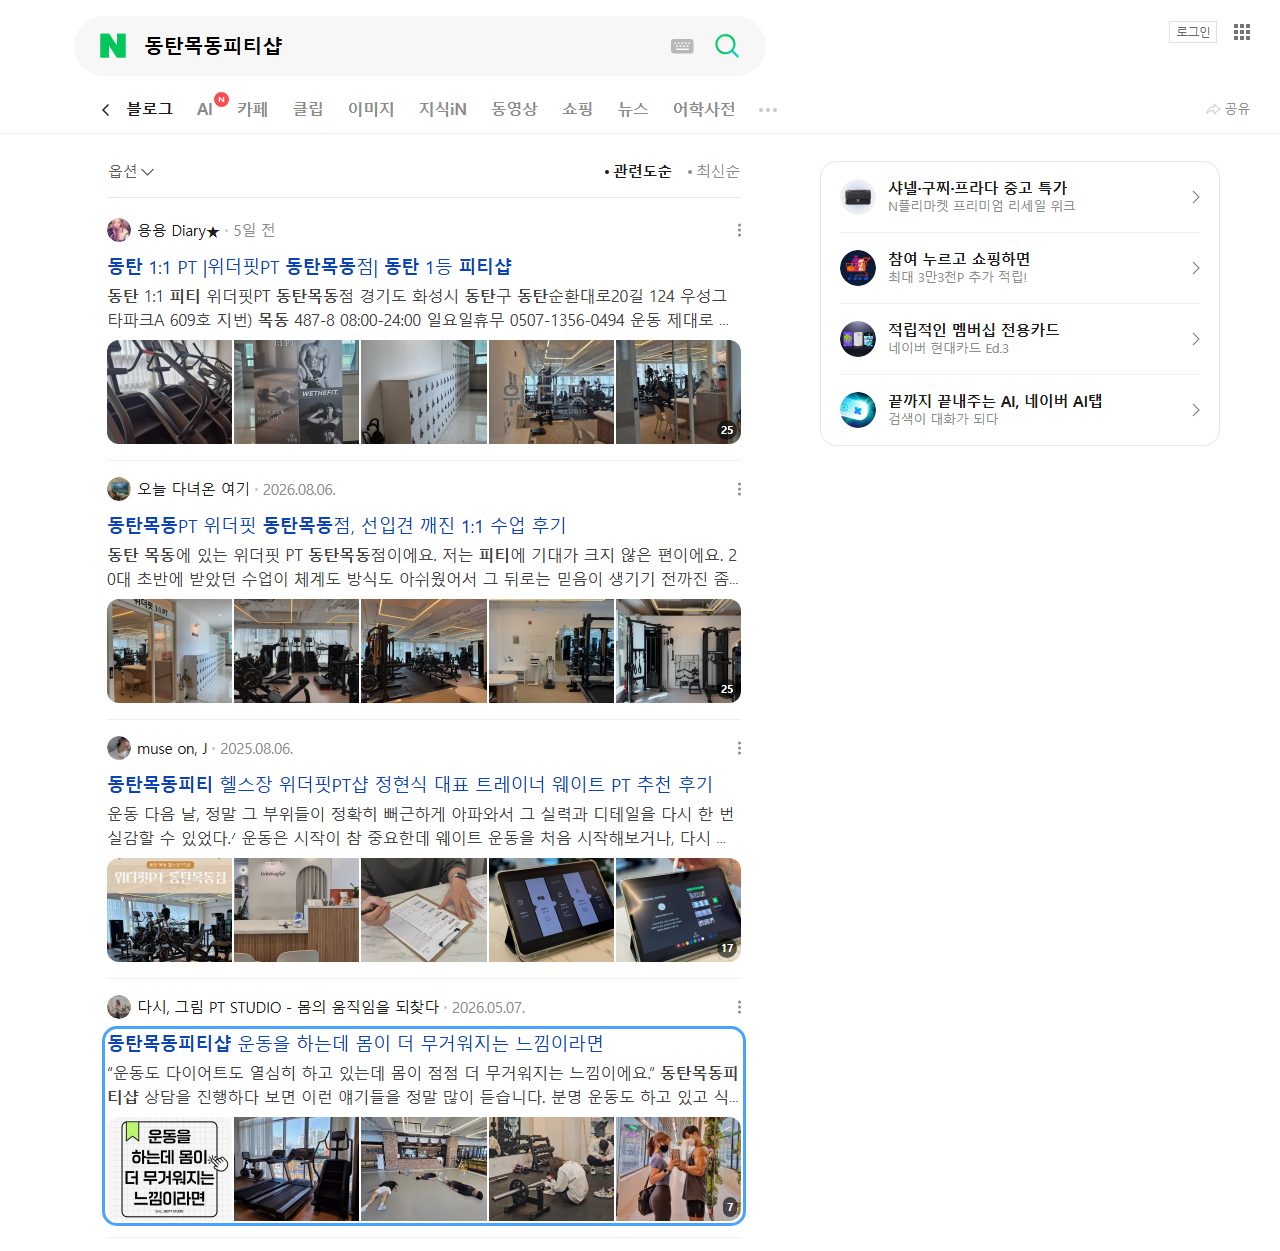 동탄목동피티샵
로그인
블로그 AI N 카페 클립 이미지 지식iN 동영상 쇼핑 뉴스 어학사전
공유
옵션
• 관련도순 • 최신순
용용 Diary★ · 5일 전
동탄 1:1 PT |위더핏PT 동탄목동점| 동탄 1등 피티샵
동탄 1:1 피티 위더핏PT 동탄목동점 경기도 화성시 동탄구 동탄순환대로20길 124 우성그
타파크A 609호 지번) 목동 487-8 08:00-24:00 일요일휴무 0507-1356-0494 운동 제대로 ...
WETHEFIT.
25
오늘 다녀온 여기 · 2026.08.06.
동탄목동PT 위더핏 동탄목동점, 선입견 깨진 1:1 수업 후기
동탄 목동에 있는 위더핏 PT 동탄목동점이에요. 저는 피티에 기대가 크지 않은 편이에요. 2
0대 초반에 받았던 수업이 체계도 방식도 아쉬웠어서 그 뒤로는 믿음이 생기기 전까진 좀...
위더핏 1:1 PT
25
muse on, J · 2025.08.06.
동탄목동피티 헬스장 위더핏PT샵 정현식 대표 트레이너 웨이트 PT 추천 후기
운동 다음 날, 정말 그 부위들이 정확히 뻐근하게 아파와서 그 실력과 디테일을 다시 한 번
실감할 수 있었다.ᐟ 운동은 시작이 참 중요한데 웨이트 운동을 처음 시작해보거나, 다시 ...
위더핏PT 동탄목동점
Wethefit
17
다시, 그림 PT STUDIO - 몸의 움직임을 되찾다 · 2026.05.07.
동탄목동피티샵 운동을 하는데 몸이 더 무거워지는 느낌이라면
“운동도 다이어트도 열심히 하고 있는데 몸이 점점 더 무거워지는 느낌이에요.” 동탄목동피
티샵 상담을 진행하다 보면 이런 얘기들을 정말 많이 듣습니다. 분명 운동도 하고 있고 식...
운동을
하는데 몸이
더 무거워지는
느낌이라면
7
샤넬·구찌·프라다 중고 특가
N플리마켓 프리미엄 리세일 위크
참여 누르고 쇼핑하면
최대 3만3천P 추가 적립!
적립적인 멤버십 전용카드
네이버 현대카드 Ed.3
끝까지 끝내주는 AI, 네이버 AI탭
검색이 대화가 되다